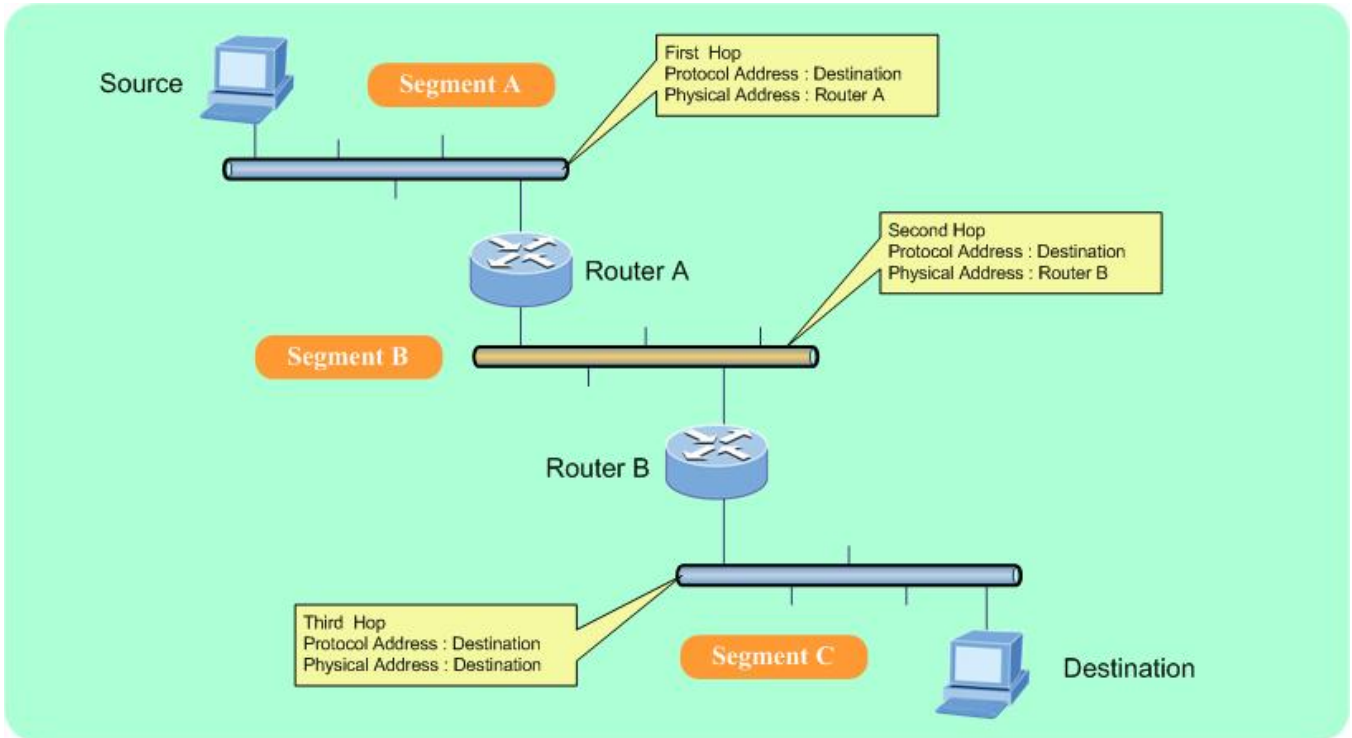 Source
Segment A
First Hop
Protocol Address : Destination
Physical Address : Router A
Router A
Second Hop
Protocol Address : Destination
Physical Address : Router B
Segment B
Router B
Third Hop
Protocol Address : Destination
Physical Address : Destination
Segment C
Destination